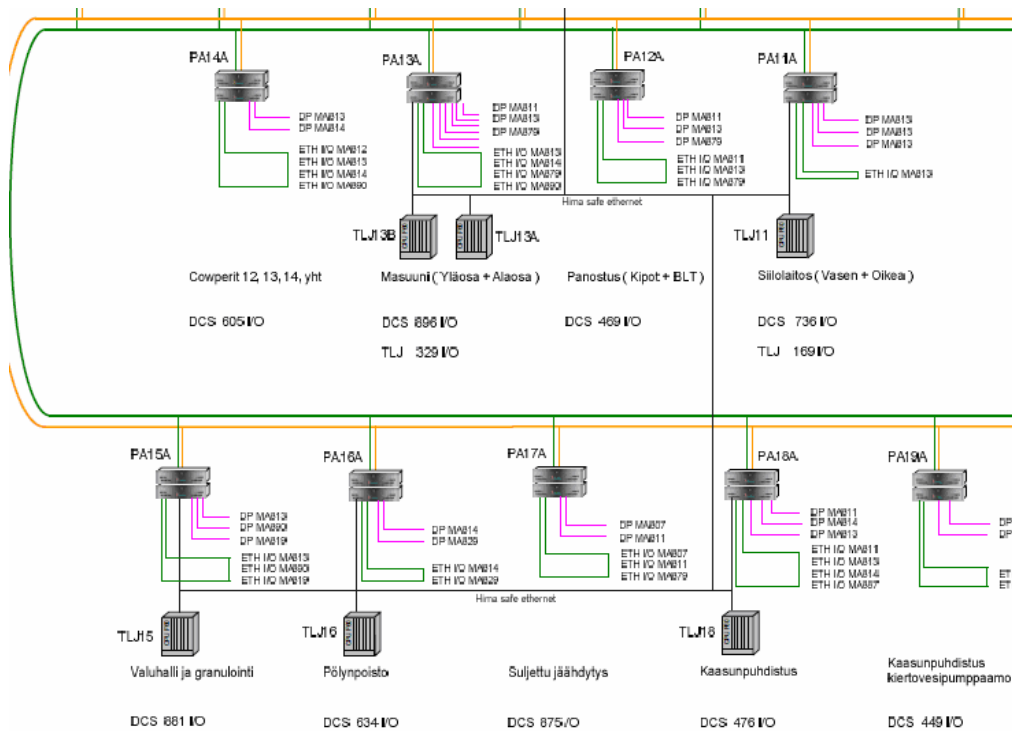 PA14A
PA13A
PA12A
PA11A
DP MA813
DP MA814
DP MA811
DP MA813
DP MA879
DP MA811
DP MA813
DP MA879
DP MA813
DP MA813
DP MA813
ETH I/O MA812
ETH I/O MA813
ETH I/O MA814
ETH I/O MA890
ETH I/O MA813
ETH I/O MA814
ETH I/O MA879
ETH I/O MA890
ETH I/O MA811
ETH I/O MA813
ETH I/O MA879
ETH I/O MA813
Hima safe ethernet
TLJ13B
TLJ13A
TLJ11
Cowperit 12, 13, 14, yht
Masuuni (Yläosa + Alaosa)
Panostus (Kipot + BLT)
Siilolaitos (Vasen + Oikea)
DCS 605 I/O
DCS 896 I/O
DCS 469 I/O
DCS 736 I/O
TLJ 329 I/O
TLJ 169 I/O
PA15A
PA16A
PA17A
PA18A
PA19A
DP MA813
DP MA890
DP MA819
DP MA814
DP MA829
DP MA807
DP MA811
DP MA811
DP MA814
DP MA813
DP
DP
ETH I/O MA813
ETH I/O MA890
ETH I/O MA819
ETH I/O MA814
ETH I/O MA829
ETH I/O MA807
ETH I/O MA811
ETH I/O MA879
ETH I/O MA811
ETH I/O MA813
ETH I/O MA814
ETH I/O MA887
ET
ET
Hima safe ethernet
TLJ15
TLJ16
TLJ18
Valuhalli ja granulointi
Pölynpoisto
Suljettu jäähdytys
Kaasunpuhdistus
Kaasunpuhdistus
kiertovesipumppaamo
DCS 881 I/O
DCS 634 I/O
DCS 875 I/O
DCS 476 I/O
DCS 449 I/O